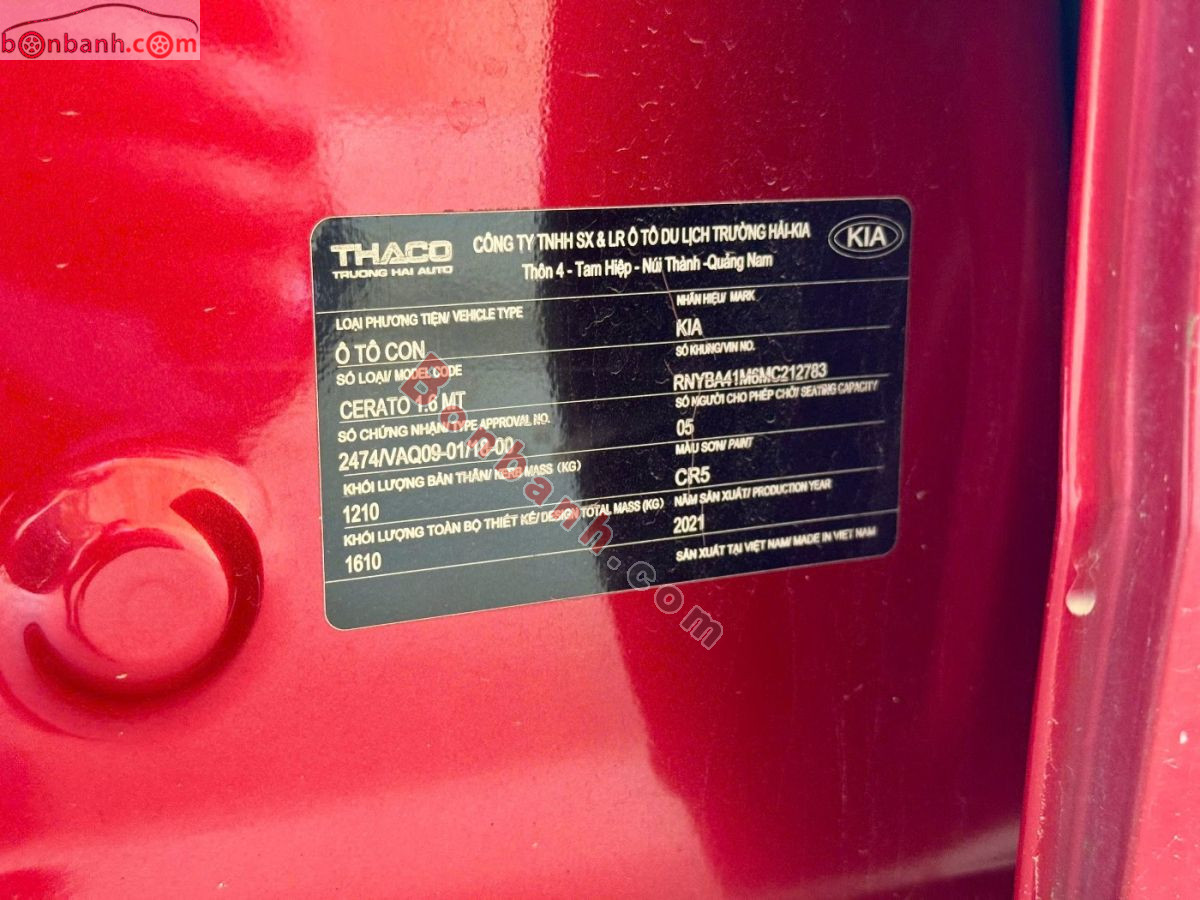 bonbanh.com
THACO
TRUONG HAI AUTO
CÔNG TY TNHH SX & LR Ô TÔ DU LỊCH TRƯỜNG HẢI-KIA
Thôn 4 - Tam Hiệp - Núi Thành -Quảng Nam
KIA
LOẠI PHƯƠNG TIỆN/ VEHICLE TYPE
Ô TÔ CON
NHÃN HIỆU/ MARK
KIA
SỐ LOẠI/ MODEL CODE
CERATO 1.6 MT
SỐ KHUNG/VIN NO.
RNYBA41M6MC212783
SỐ CHỨNG NHẬN/TYPE APPROVAL NO.
2474/VAQ09-01/18-00
SỐ NGƯỜI CHO PHÉP CHỞ/ SEATING CAPACITY
05
KHỐI LƯỢNG BẢN THÂN/ KERB MASS (KG)
1210
MÀU SƠN/ PAINT
CR5
KHỐI LƯỢNG TOÀN BỘ THIẾT KẾ/ DESIGN TOTAL MASS (KG)
1610
NĂM SẢN XUẤT/ PRODUCTION YEAR
2021
SẢN XUẤT TẠI VIỆT NAM/ MADE IN VIET NAM
Bonbanh.com